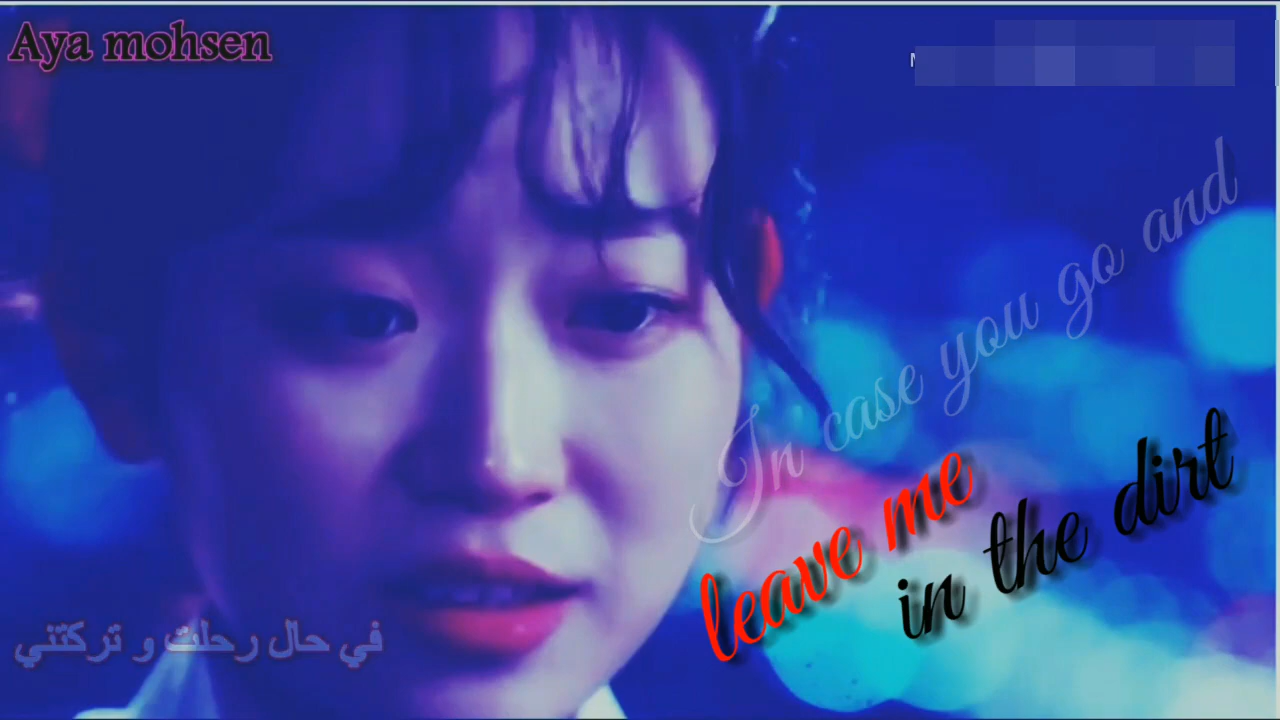 Aya mohsen
In case you go and
leave me
in the dirt
في حال رحلت و تركتني